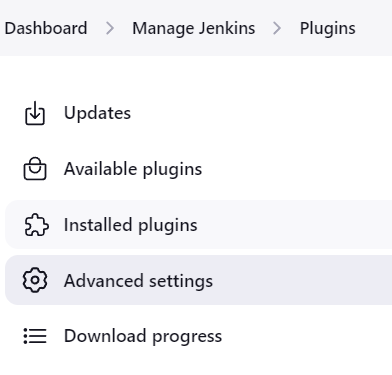 Dashboard > Manage Jenkins > Plugins
Updates
Available plugins
Installed plugins
Advanced settings
Download progress